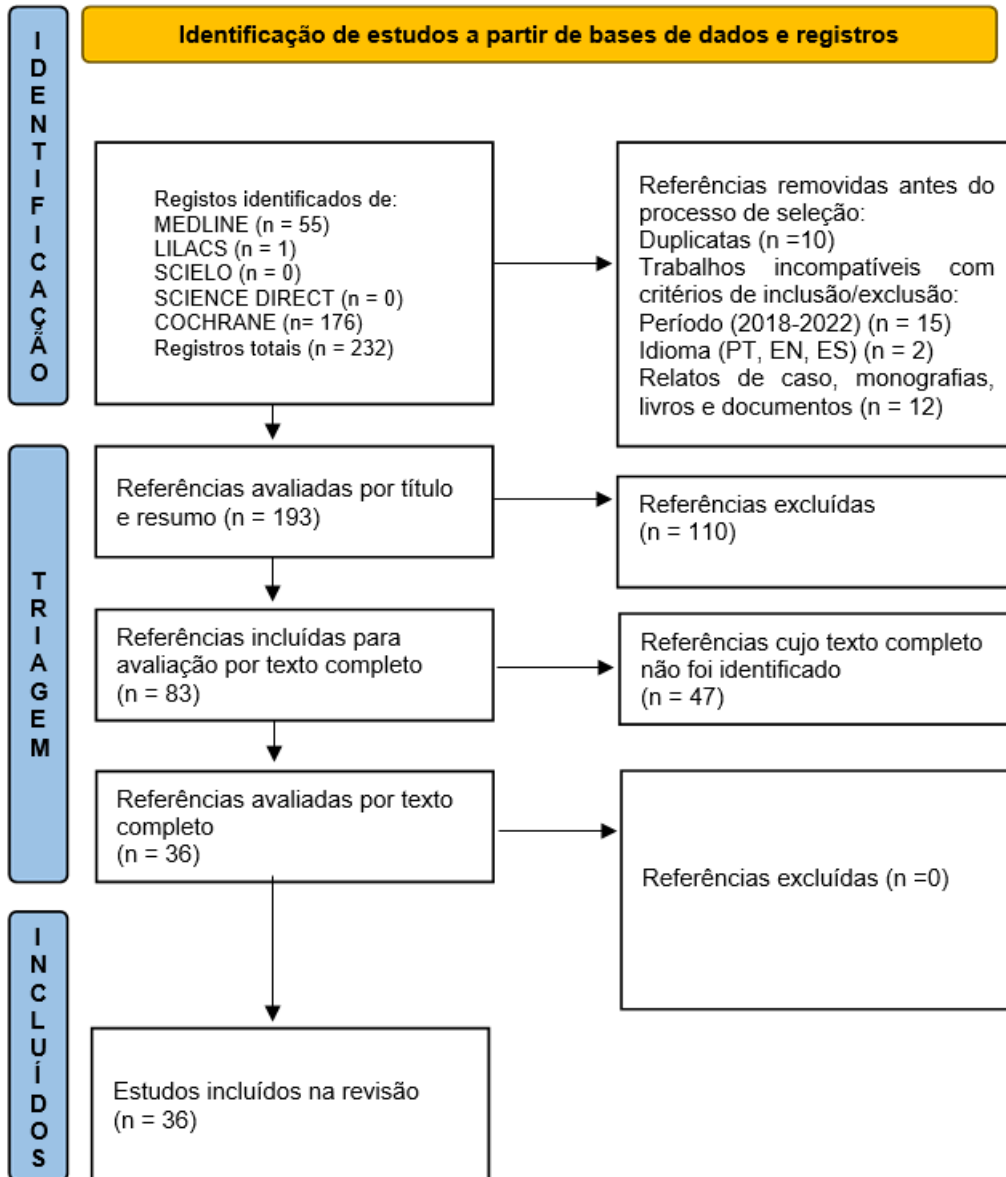 Identificação de estudos a partir de bases de dados e registros
IDENTIFICAÇÃO
Registos identificados de:
MEDLINE (n = 55)
LILACS (n = 1)
SCIELO (n = 0)
SCIENCE DIRECT (n = 0)
COCHRANE (n= 176)
Registros totais (n = 232)
Referências removidas antes do
processo de seleção:
Duplicatas (n =10)
Trabalhos incompatíveis com
critérios de inclusão/exclusão:
Período (2018-2022) (n = 15)
Idioma (PT, EN, ES) (n = 2)
Relatos de caso, monografias,
livros e documentos (n = 12)
TRIAGEM
Referências avaliadas por título
e resumo (n = 193)
Referências excluídas
(n = 110)
Referências incluídas para
avaliação por texto completo
(n = 83)
Referências cujo texto completo
não foi identificado
(n = 47)
Referências avaliadas por texto
completo
(n = 36)
Referências excluídas (n =0)
INCLUÍDOS
Estudos incluídos na revisão
(n = 36)